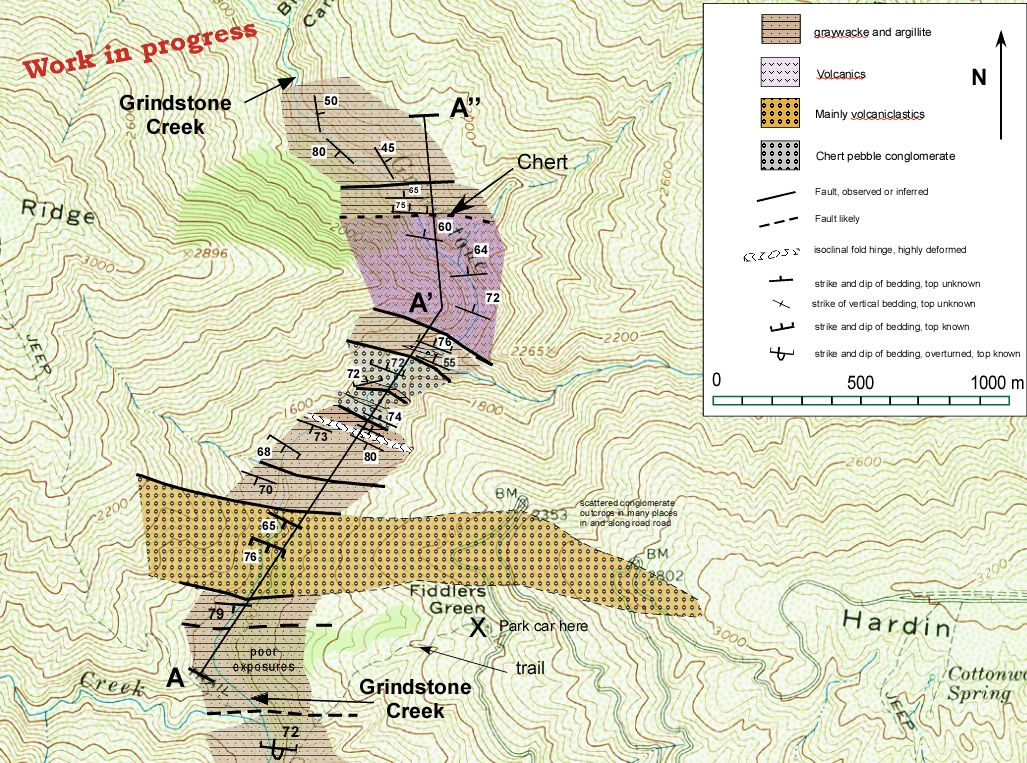 Work in progress
Grindstone
Creek
A”
50
80
45
65
75
Chert
60
64
72
A’
76
55
72
72
74
73
80
68
70
65
76
79
72
Ridge
2896
3000
JEEP
2200
1600
1800
2265
2200
2600
2600
2600
BM
2353
BM
2802
3000
3200
scattered conglomerate
outcrops in many places
in and along road road
Fiddlers
Green
X Park car here
trail
poor
exposures
A
Creek
Grindstone
Creek
Hardin
Cottonwo
Spring
JEEP
graywacke and argillite
Volcanics
Mainly volcaniclastics
Chert pebble conglomerate
N
Fault, observed or inferred
Fault likely
isoclinal fold hinge, highly deformed
strike and dip of bedding, top unknown
strike of vertical bedding, top unknown
strike and dip of bedding, top known
strike and dip of bedding, overturned, top known
0 500 1000 m